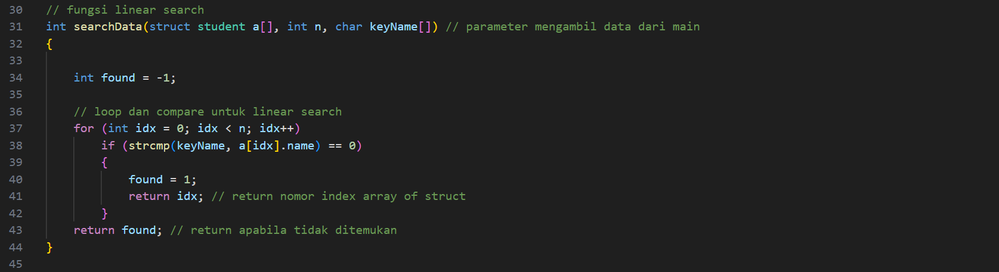 30 // fungsi linear search
31 int searchData(struct student a[], int n, char keyName[]) // parameter mengambil data dari main
32 {
33
34     int found = -1;
35
36     // loop dan compare untuk linear search
37     for (int idx = 0; idx < n; idx++)
38         if (strcmp(keyName, a[idx].name) == 0)
39         {
40             found = 1;
41             return idx; // return nomor index array of struct
42         }
43     return found; // return apabila tidak ditemukan
44 }
45